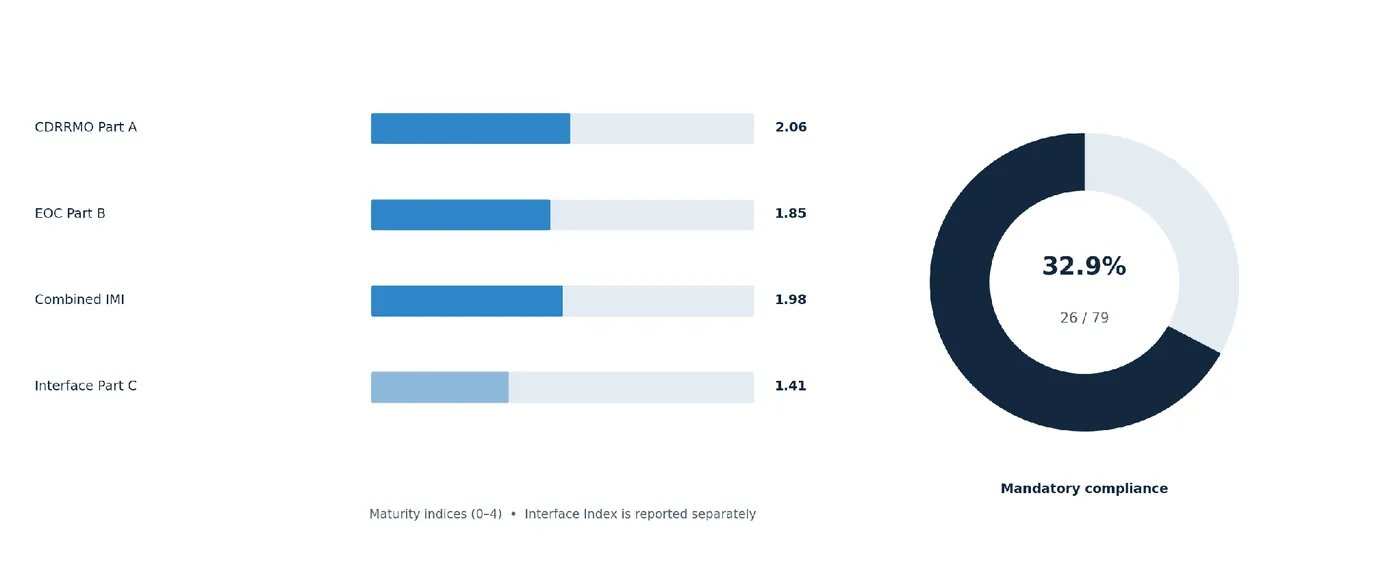 CDRRMO Part A
2.06
EOC Part B
1.85
Combined IMI
1.98
Interface Part C
1.41
Maturity indices (0–4) • Interface Index is reported separately
32.9%
26 / 79
Mandatory compliance